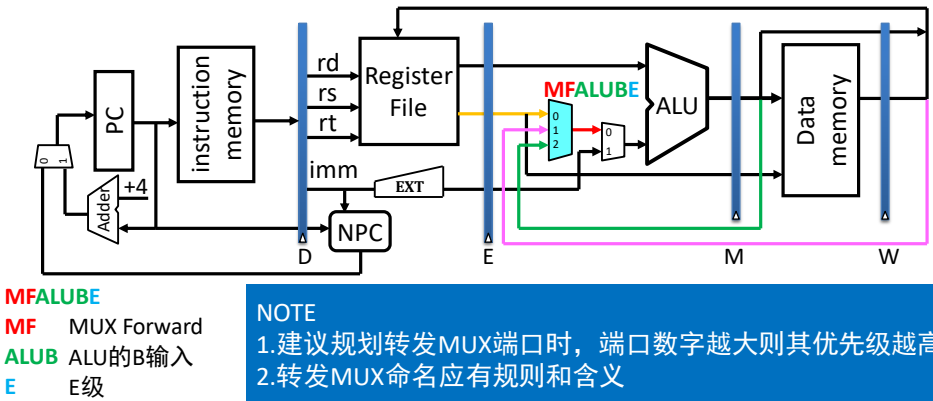 rd
rs
rt
imm
PC
instruction
memory
Register
File
MFALUBE
0
1
2
0
1
ALU
Data
memory
0
1
Adder
+4
EXT
NPC
D
E
M
W
MFALUBE
MF MUX Forward
ALUB ALU的B输入
E E级
NOTE
1.建议规划转发MUX端口时，端口数字越大则其优先级越高
2.转发MUX命名应有规则和含义